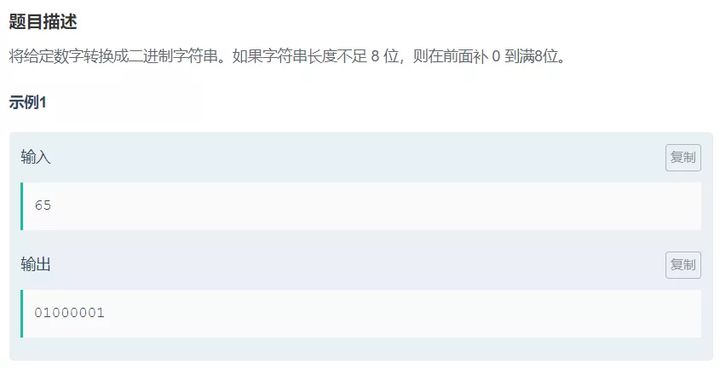 题目描述
将给定数字转换成二进制字符串。如果字符串长度不足 8 位，则在前面补 0 到满8位。
示例1
输入
复制
65
输出
复制
01000001